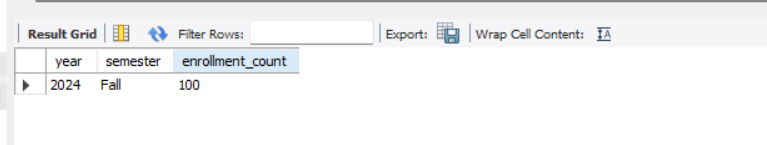 Result Grid Filter Rows: Export: Wrap Cell Content:
year semester enrollment_count
2024 Fall 100